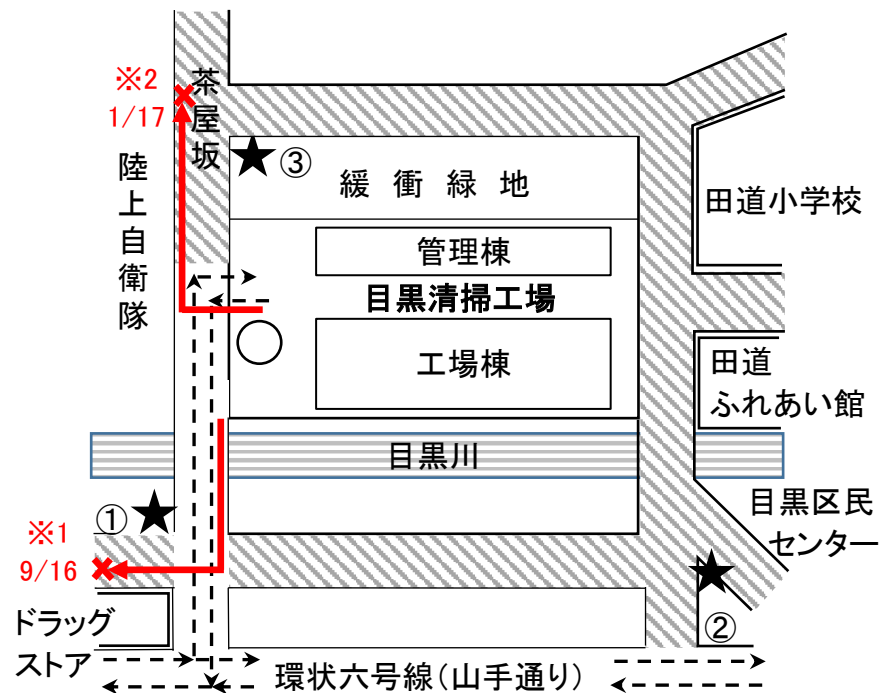 ※2
1/17
茶屋坂
③
緩衝緑地
陸上自衛隊
田道小学校
管理棟
目黒清掃工場
工場棟
田道
ふれあい館
目黒川
①
※1
9/16
目黒区民
センター
②
ドラッグ
ストア
環状六号線(山手通り)